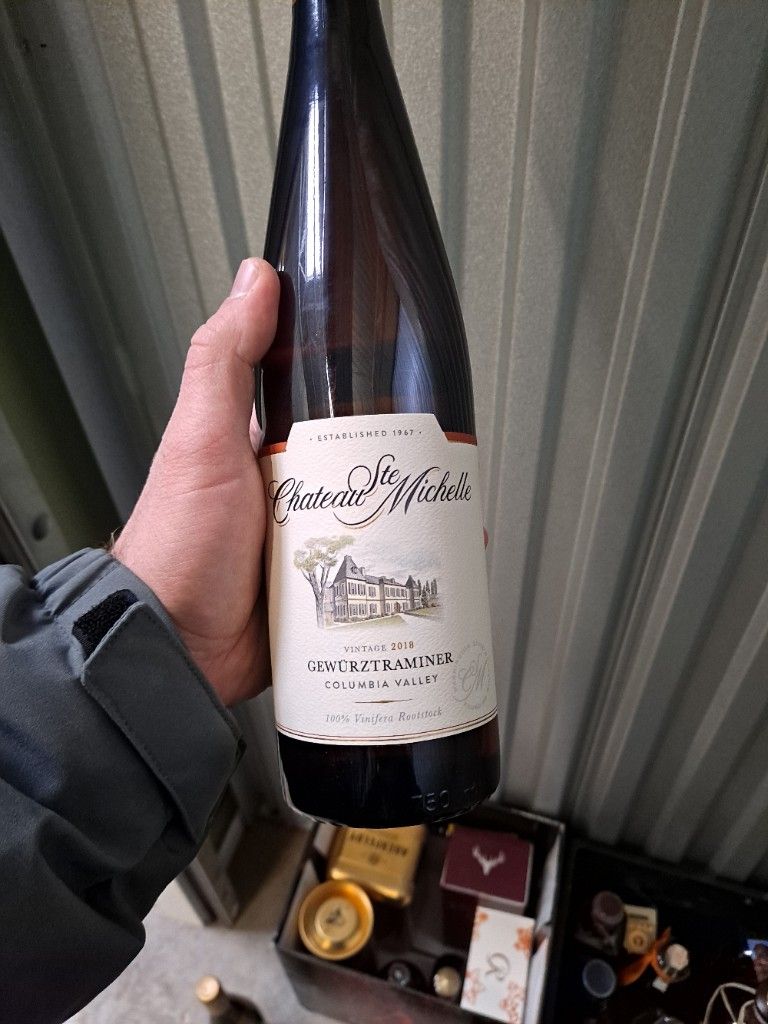 · ESTABLISHED 1967 ·
Chateau Ste Michelle
VINTAGE 2018
GEWÜRZTRAMINER
COLUMBIA VALLEY
100% Vinifera Rootstock
750